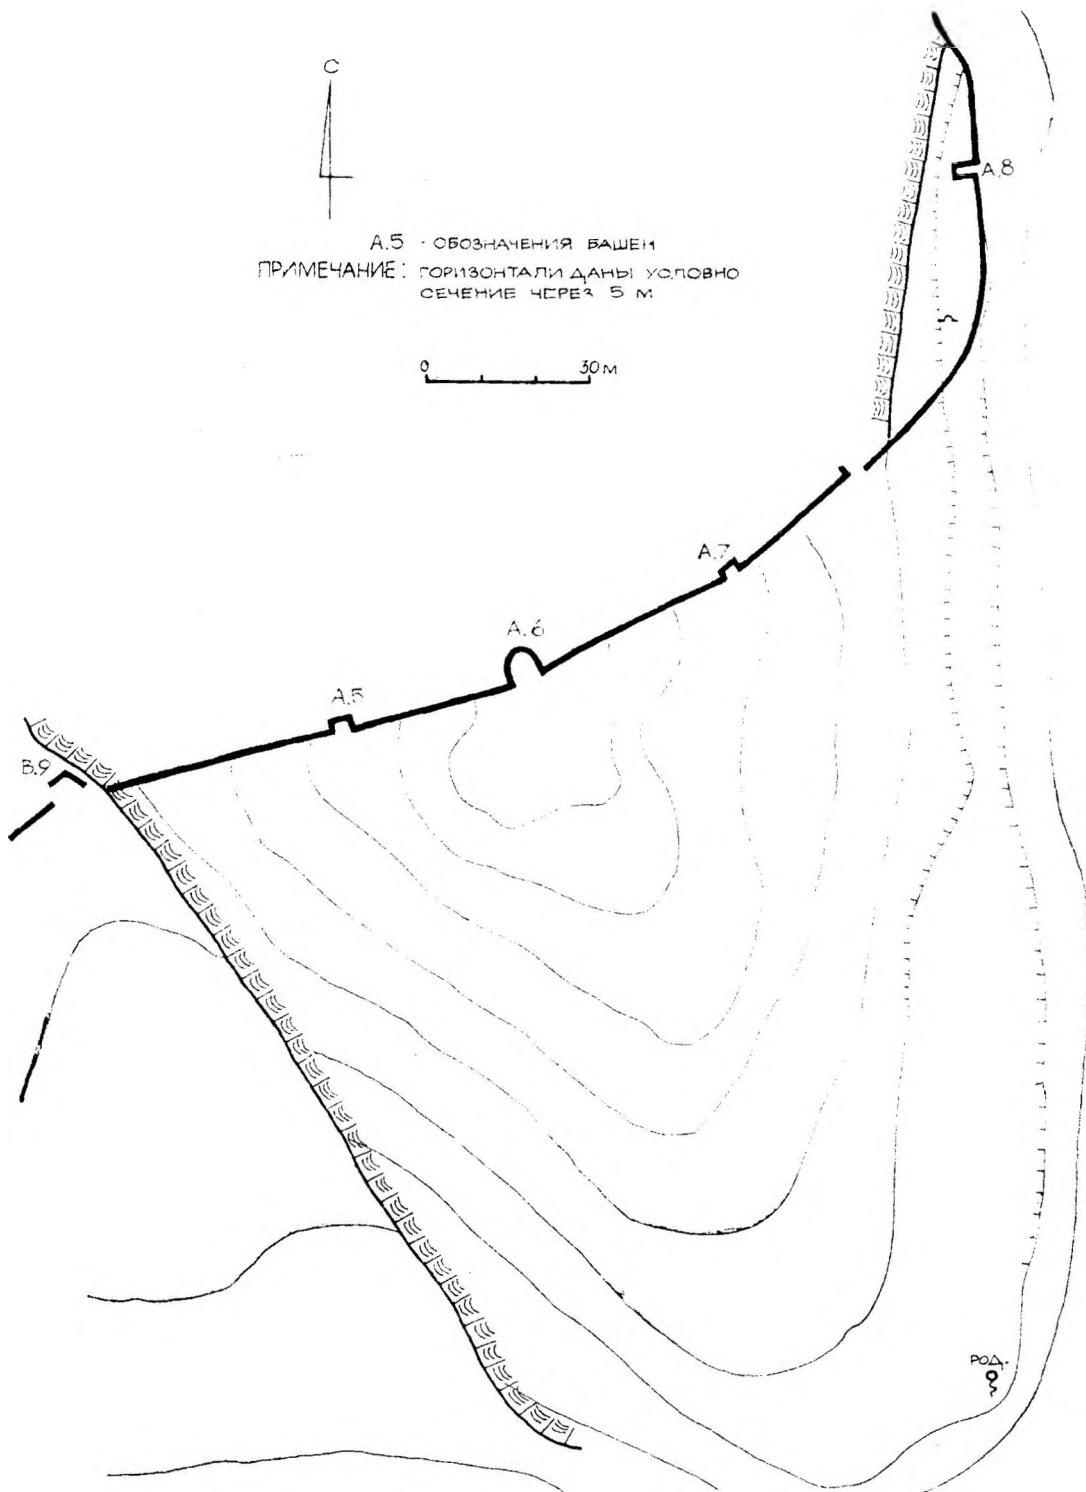 С
А.8
А.5 - ОБОЗНАЧЕНИЯ БАШЕН
ПРИМЕЧАНИЕ: ГОРИЗОНТАЛИ ДАНЫ УСЛОВНО
СЕЧЕНИЕ ЧЕРЕЗ 5 М
0 30 М
А.7
А.6
А.5
В.9
РОД.